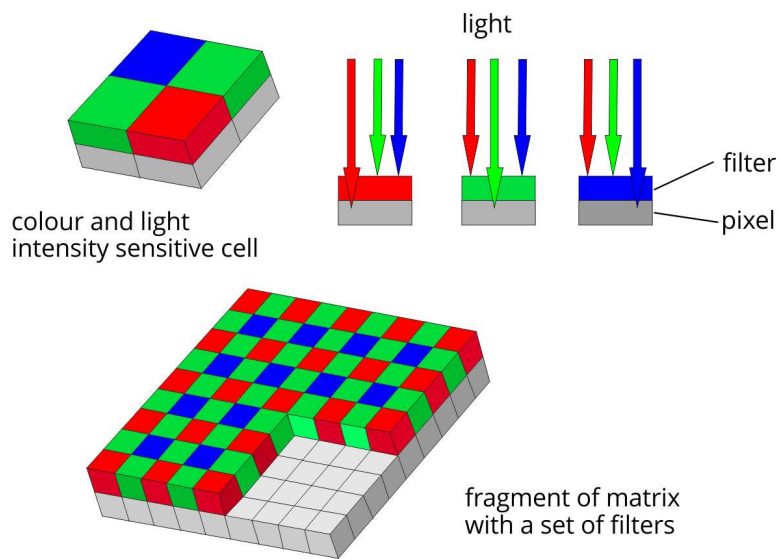 light
filter
pixel
colour and light
intensity sensitive cell
fragment of matrix
with a set of filters